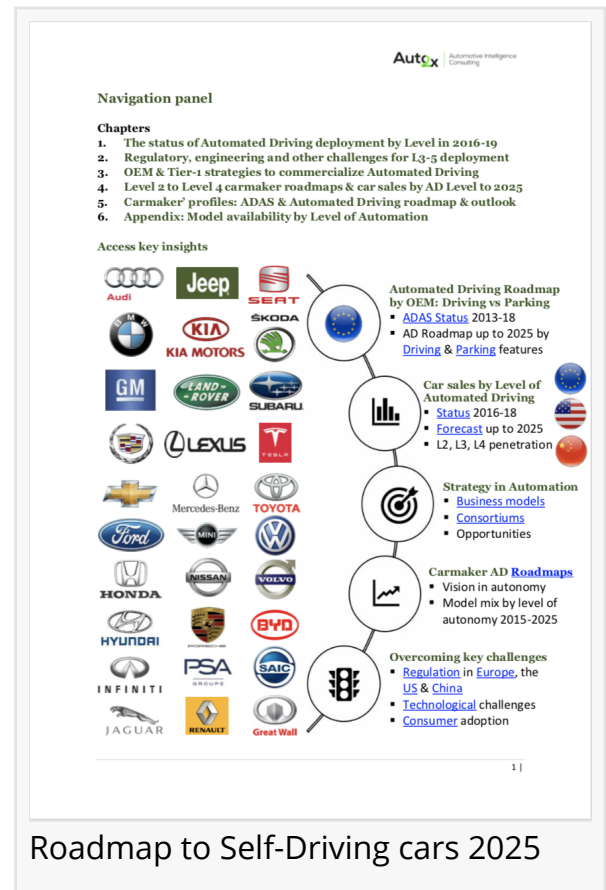 Auto2x
Automotive Intelligence
Consulting
Navigation panel
Chapters
1. The status of Automated Driving deployment by Level in 2016-19
2. Regulatory, engineering and other challenges for L3-5 deployment
3. OEM & Tier-1 strategies to commercialize Automated Driving
4. Level 2 to Level 4 carmaker roadmaps & car sales by AD Level to 2025
5. Carmaker' profiles: ADAS & Automated Driving roadmap & outlook
6. Appendix: Model availability by Level of Automation
Access key insights
Audi
Jeep
SEAT
BMW
KIA
KIA MOTORS
ŠKODA
GM
LAND-
-ROVER
SUBARU
LEXUS
TESLA
CHEVROLET
Mercedes-Benz
TOYOTA
Ford
MINI
HONDA
NISSAN
VOLVO
HYUNDAI
PORSCHE
BYD
INFINITI
PSA
GROUPE
SAIC
JAGUAR
RENAULT
Great Wall
Automated Driving Roadmap
by OEM: Driving vs Parking
▪ ADAS Status 2013-18
▪ AD Roadmap up to 2025 by
Driving & Parking features
Car sales by Level of
Automated Driving
▪ Status 2016-18
▪ Forecast up to 2025
▪ L2, L3, L4 penetration
Strategy in Automation
▪ Business models
▪ Consortiums
▪ Opportunities
Carmaker AD Roadmaps
▪ Vision in autonomy
▪ Model mix by level of
autonomy 2015-2025
Overcoming key challenges
▪ Regulation in Europe, the
US & China
▪ Technological challenges
▪ Consumer adoption
1 |
Roadmap to Self-Driving cars 2025